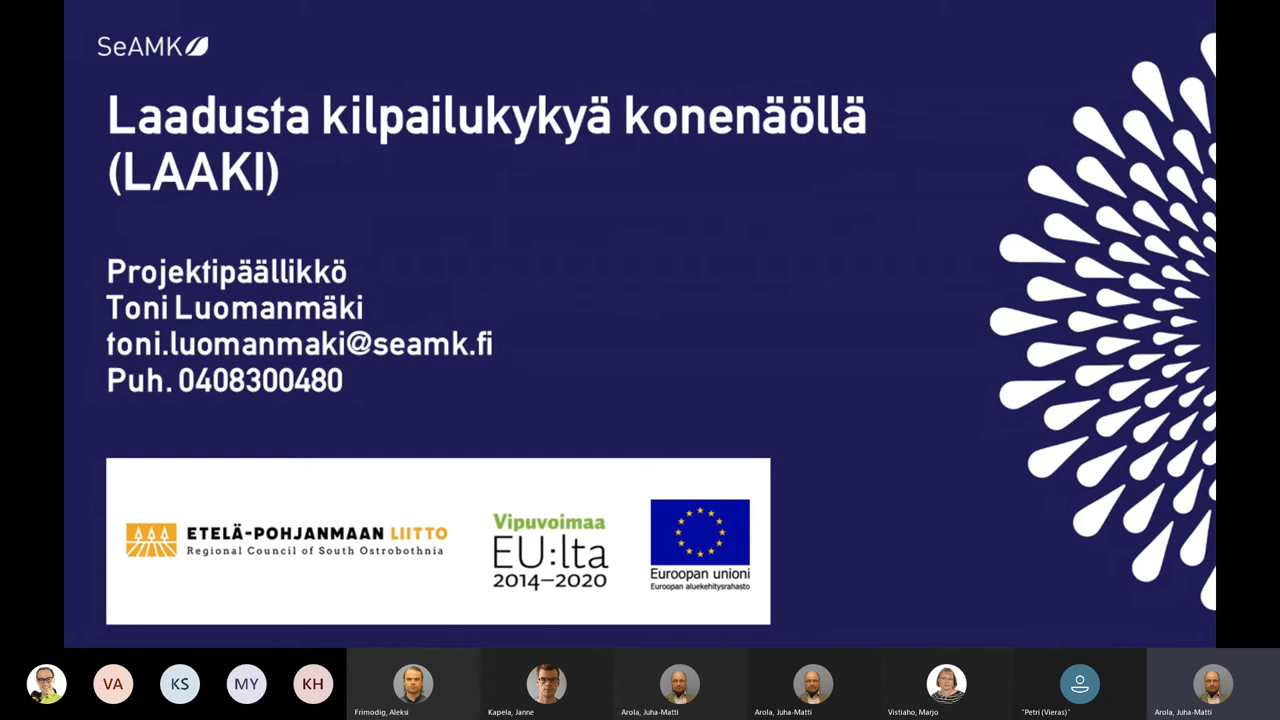 SeAMK
Laadusta kilpailukykyä konenäöllä
(LAAKI)
Projektipäällikkö
Toni Luomanmäki
toni.luomanmaki@seamk.fi
Puh. 0408300480
ETELÄ-POHJANMAAN LIITTO
Regional Council of South Ostrobothnia
Vipuvoimaa
EU:lta
2014–2020
Euroopan unioni
Euroopan aluekehitysrahasto
VA
KS
MY
KH
Frimodig, Aleksi
Kapela, Janne
Arola, Juha-Matti
Arola, Juha-Matti
Vistiaho, Marjo
"Petri (Vieras)"
Arola, Juha-Matti